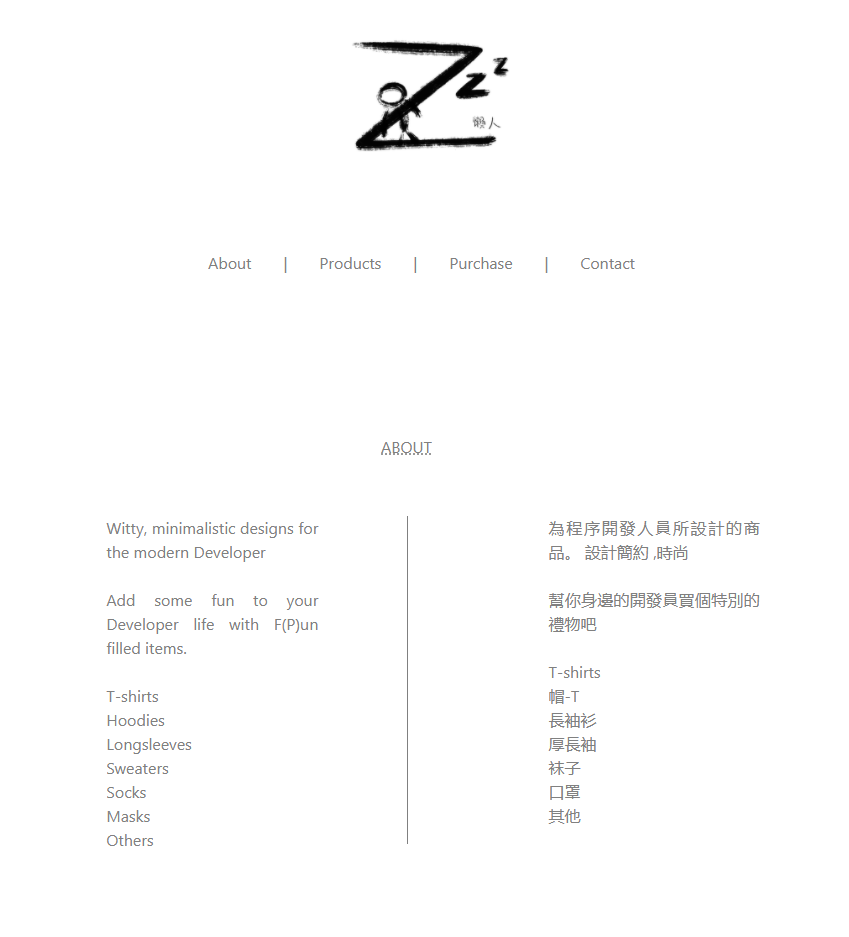 Zzz
懶人
About | Products | Purchase | Contact
ABOUT
Witty, minimalistic designs for
the modern Developer
Add some fun to your
Developer life with F(P)un
filled items.
T-shirts
Hoodies
Longsleeves
Sweaters
Socks
Masks
Others
為程序開發人員所設計的商
品。 設計簡約 ,時尚
幫你身邊的開發員買個特別的
禮物吧
T-shirts
帽-T
長袖衫
厚長袖
袜子
口罩
其他